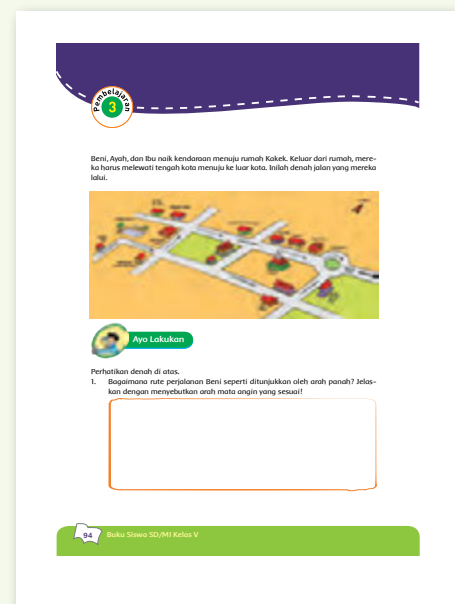 Pembelajaran
3
Beni, Ayah, dan Ibu naik kendaraan menuju rumah Kakek. Keluar dari rumah, mere-
ka harus melewati tengah kota menuju ke luar kota. Inilah denah jalan yang mereka
lalui.
Ayo Lakukan
Perhatikan denah di atas.
1. Bagaimana rute perjalanan Beni seperti ditunjukkan oleh arah panah? Jelas-
kan dengan menyebutkan arah mata angin yang sesuai!
94 Buku Siswa SD/MI Kelas V